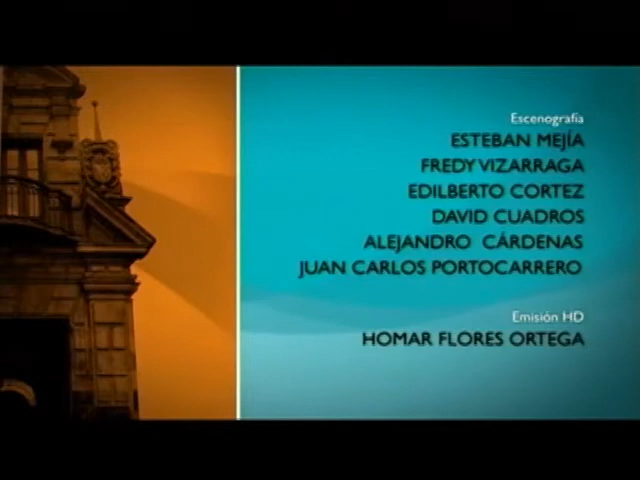 Escenografía
ESTEBAN MEJÍA
FREDY VIZARRAGA
EDILBERTO CORTEZ
DAVID CUADROS
ALEJANDRO CÁRDENAS
JUAN CARLOS PORTOCARRERO
Emisión HD
HOMAR FLORES ORTEGA